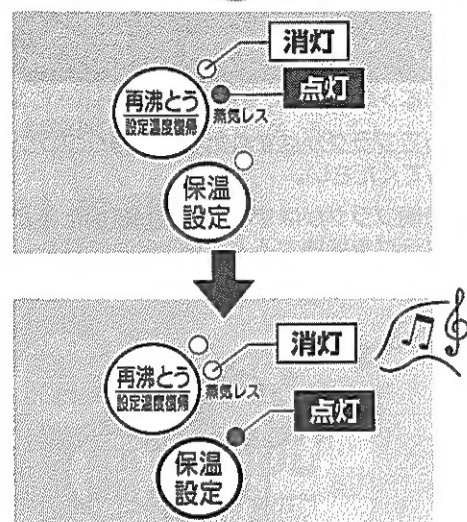 消灯
点灯
再沸とう
設定温度復帰
蒸気レス
保温
設定
消灯
再沸とう
設定温度復帰
蒸気レス
点灯
保温
設定